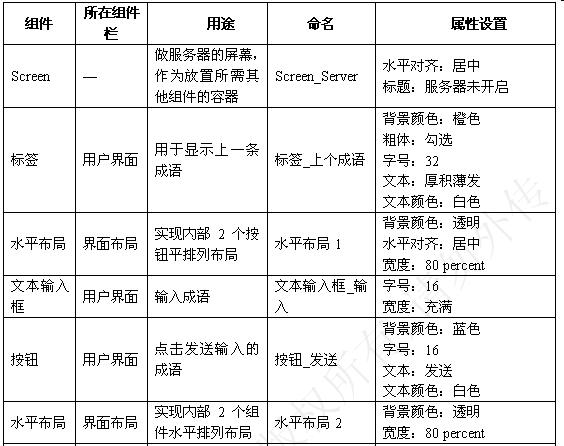 组件 所在组件栏 用途 命名 属性设置
Screen — 做服务器的屏幕，作为放置所需其他组件的容器 Screen_Server 水平对齐：居中
标题：服务器未开启
标签 用户界面 用于显示上一条成语 标签_上个成语 背景颜色：橙色
粗体：勾选
字号：32
文本：厚积薄发
文本颜色：白色
水平布局 界面布局 实现内部 2 个按钮平排列布局 水平布局 1 背景颜色：透明
水平对齐：居中
宽度：80 percent
文本输入框 用户界面 输入成语 文本输入框_输入 字号：16
宽度：充满
按钮 用户界面 点击发送输入的成语 按钮_发送 背景颜色：蓝色
字号：16
文本：发送
文本颜色：白色
水平布局 界面布局 实现内部 2 个组件水平排列布局 水平布局 2 背景颜色：透明
宽度：80 percent